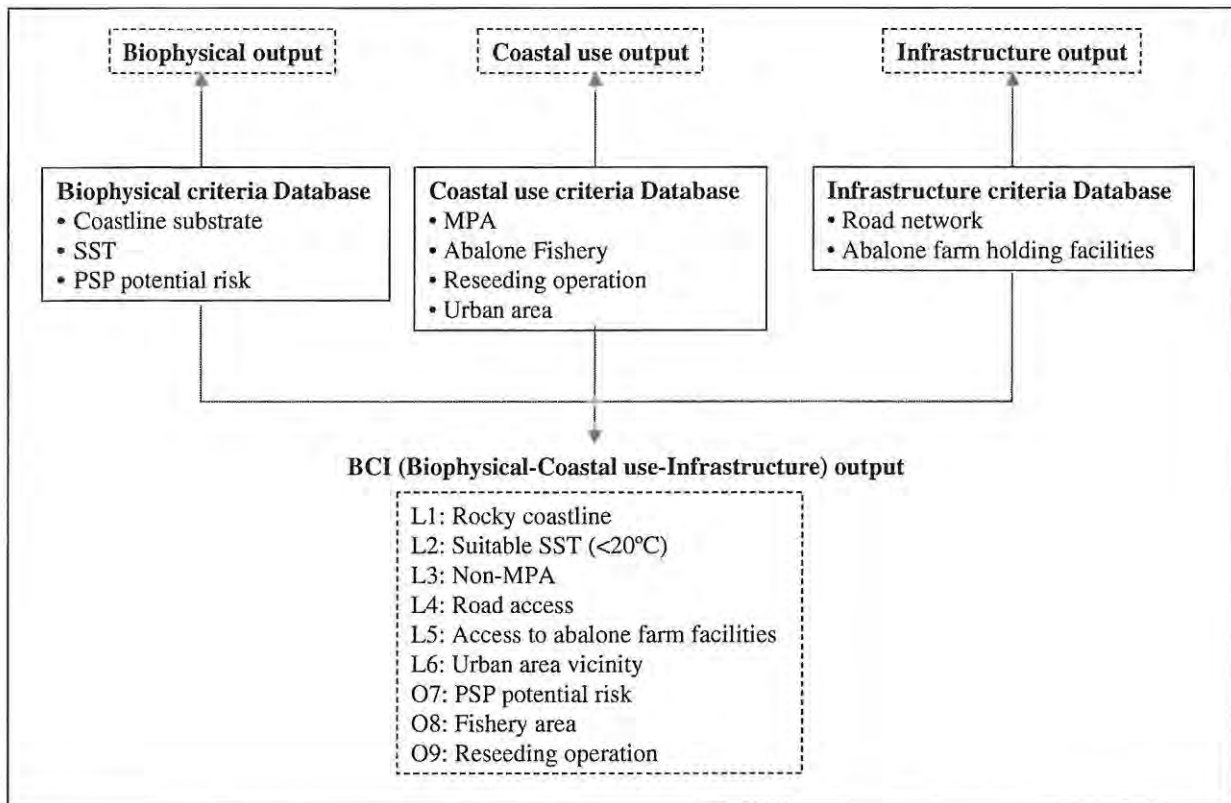 Biophysical output
Coastal use output
Infrastructure output
Biophysical criteria Database
• Coastline substrate
• SST
• PSP potential risk
Coastal use criteria Database
• MPA
• Abalone Fishery
• Reseeding operation
• Urban area
Infrastructure criteria Database
• Road network
• Abalone farm holding facilities
BCI (Biophysical-Coastal use-Infrastructure) output
L1: Rocky coastline
L2: Suitable SST (<20ºC)
L3: Non-MPA
L4: Road access
L5: Access to abalone farm facilities
L6: Urban area vicinity
O7: PSP potential risk
O8: Fishery area
O9: Reseeding operation